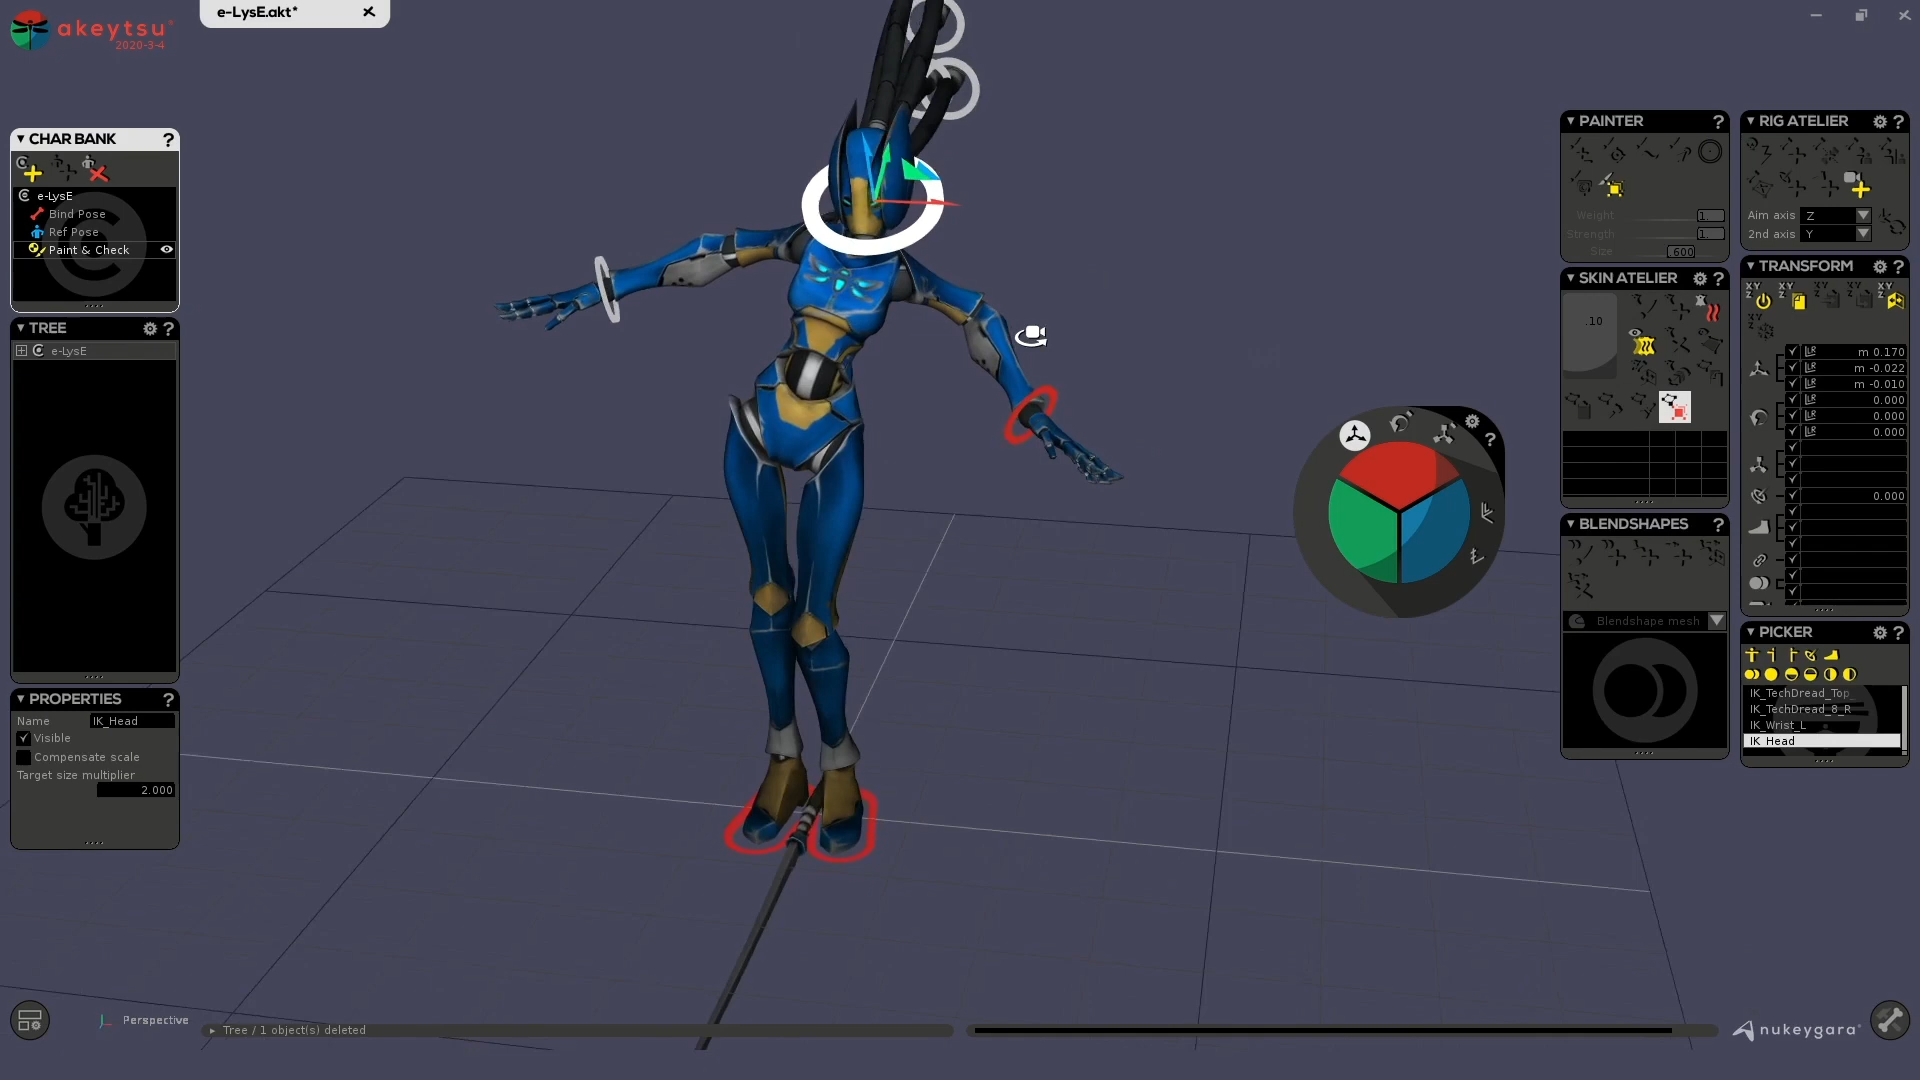 e-LysE.akt*
akeytsu
2020-3-4
CHAR BANK ?
e-LysE
Bind Pose
Ref Pose
Paint & Check
TREE ?
e-LysE
PROPERTIES ?
Name IK_Head
Visible
Compensate scale
Target size multiplier
2.000
?
PAINTER ?
Weight 1.
Strength 1.
Size .600
SKIN ATELIER ?
.10
BLENDSHAPES ?
Blendshape mesh
RIG ATELIER ?
Aim axis Z
2nd axis Y
TRANSFORM ?
m 0.170
m -0.022
m -0.010
0.000
0.000
0.000
0.000
PICKER ?
IK_TechDread_Top_
IK_TechDread_8_R
IK_Wrist_L
IK_Head
Perspective
Tree / 1 object(s) deleted
nukeygara